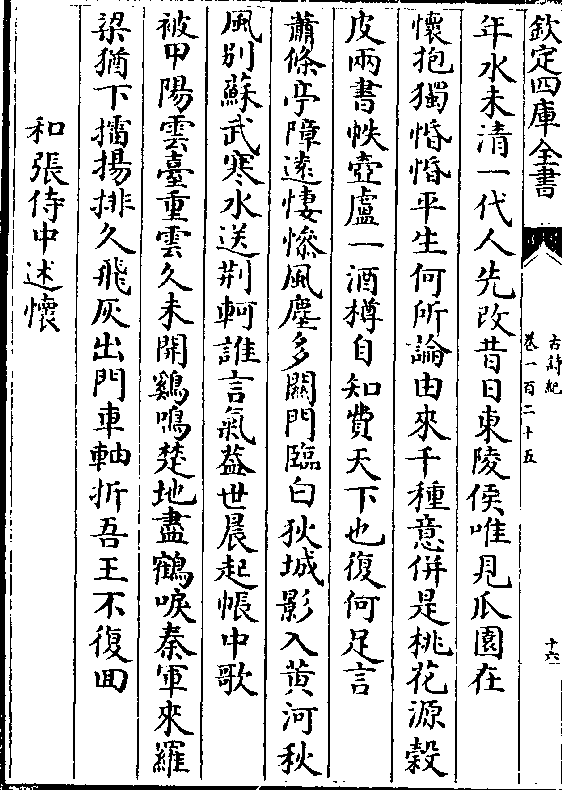 欽定四庫全書
古詩紀
卷一百二十五
十六
年水未清一代人先改昔日東陵侯唯見瓜園在
懷抱獨惛惛平生何所論由來千種意併是桃花源榖
皮兩書帙壺盧一酒樽自知費天下也復何足言
蕭條亭障遠悽慘風塵多關門臨白狄城影入黄河秋
風別蘇武寒水送荆軻誰言氣葢世晨起帳中歌
被甲陽雲臺重雲久未開鷄鳴楚地盡鶴唳秦軍來羅
梁猶下擂揚排久飛灰出門車軸折吾王不復囬
和張侍中述懷